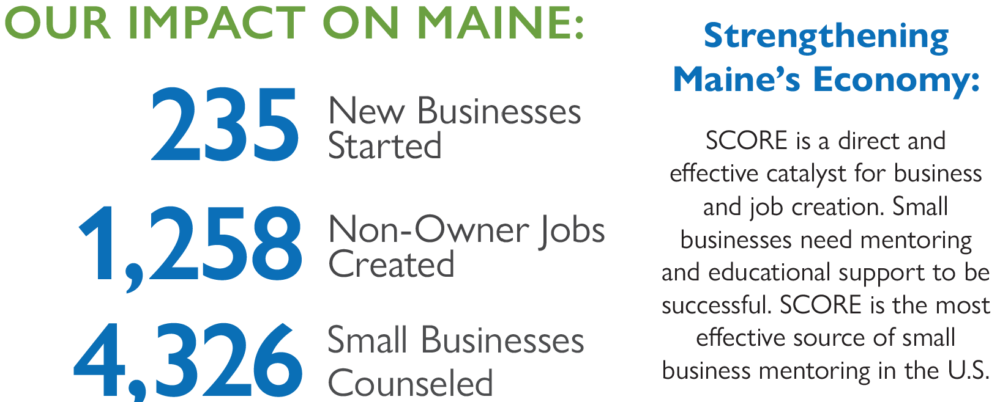 OUR IMPACT ON MAINE:
235 New Businesses
Started
1,258 Non-Owner Jobs
Created
4,326 Small Businesses
Counseled
Strengthening
Maine’s Economy:
SCORE is a direct and
effective catalyst for business
and job creation. Small
businesses need mentoring
and educational support to be
successful. SCORE is the most
effective source of small
business mentoring in the U.S.